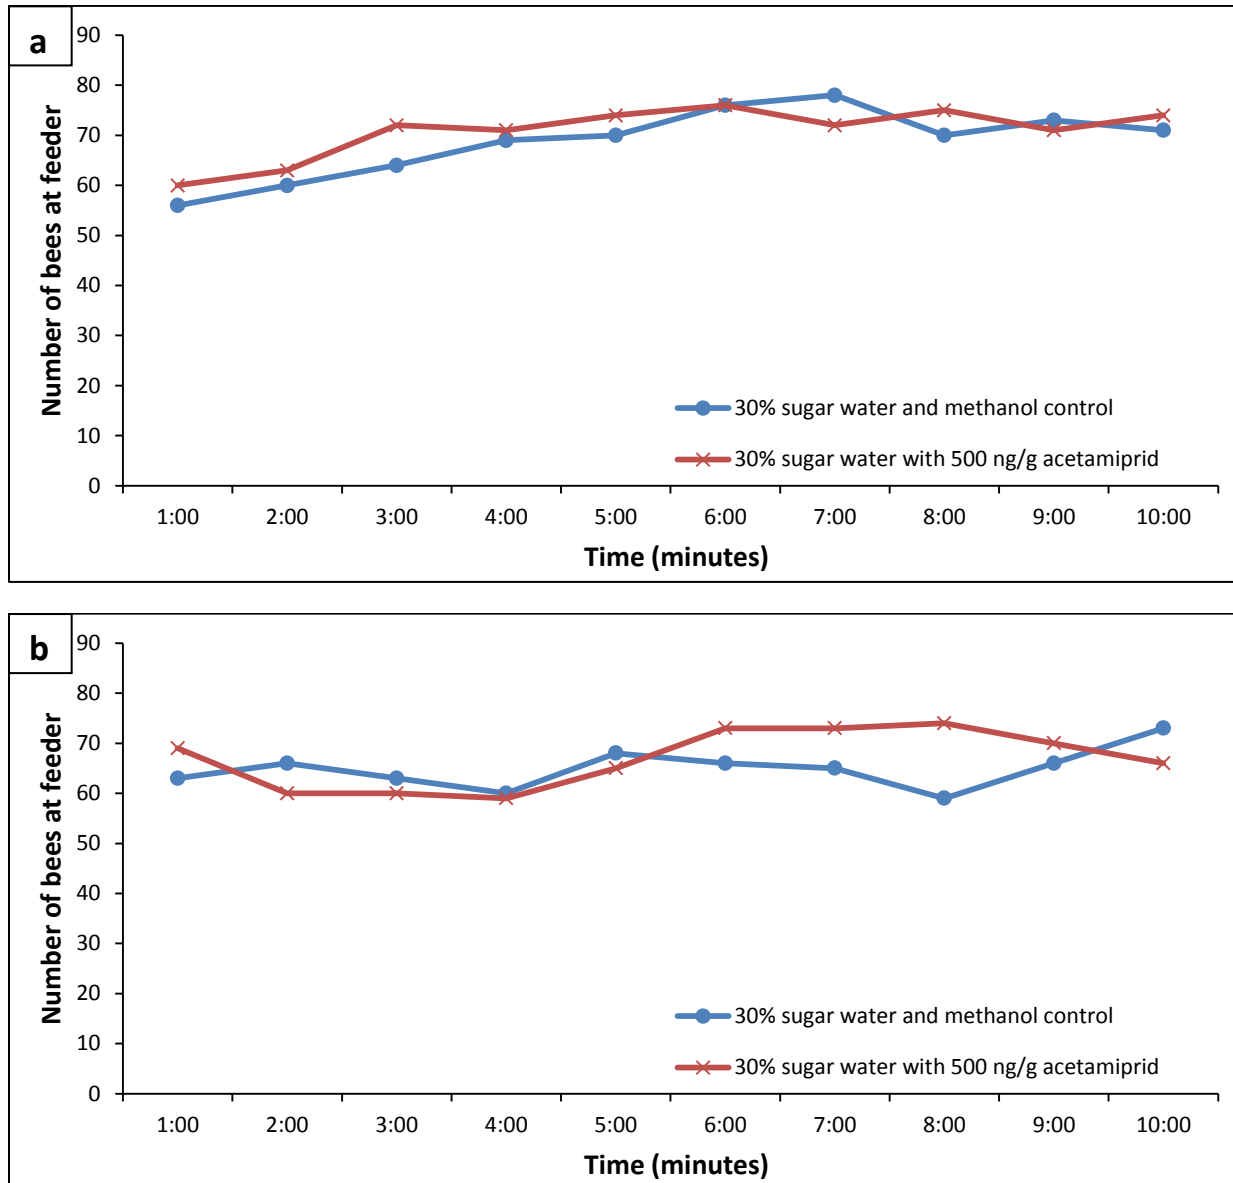 a
90
80
70
60
50
40
30
20
10
0
Number of bees at feeder
30% sugar water and methanol control
30% sugar water with 500 ng/g acetamiprid
1:00 2:00 3:00 4:00 5:00 6:00 7:00 8:00 9:00 10:00
Time (minutes)
b
90
80
70
60
50
40
30
20
10
0
Number of bees at feeder
30% sugar water and methanol control
30% sugar water with 500 ng/g acetamiprid
1:00 2:00 3:00 4:00 5:00 6:00 7:00 8:00 9:00 10:00
Time (minutes)